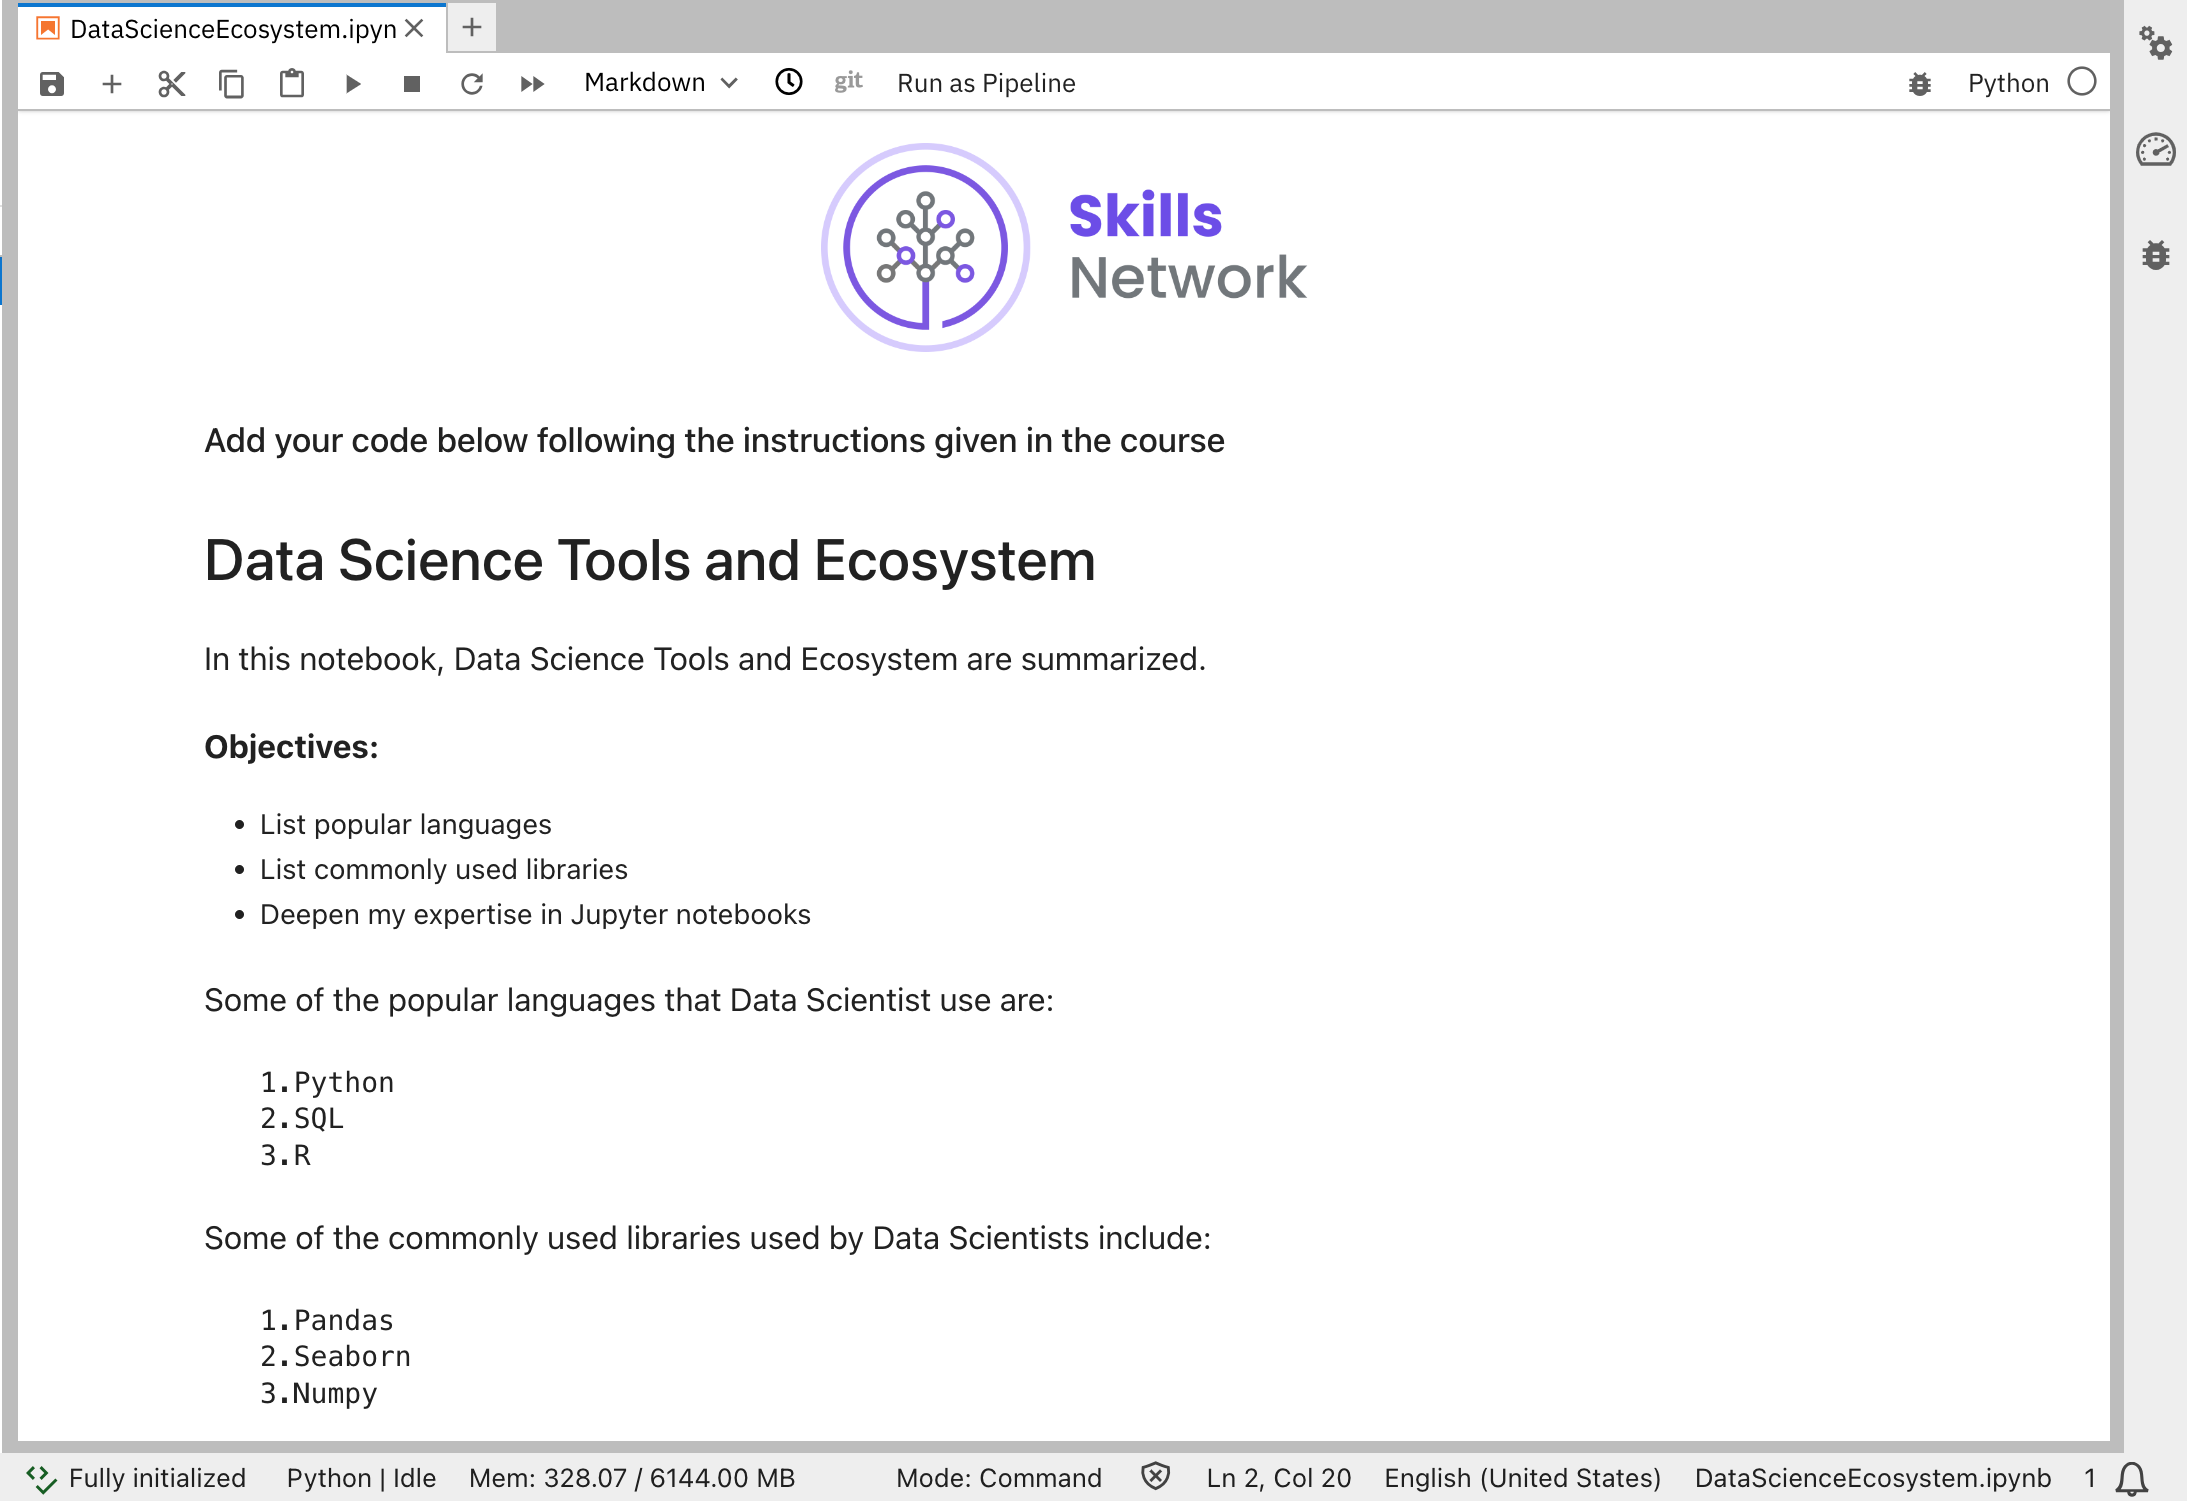 DataScienceEcosystem.ipyn
Markdown git Run as Pipeline Python
Skills
Network
Add your code below following the instructions given in the course
Data Science Tools and Ecosystem
In this notebook, Data Science Tools and Ecosystem are summarized.
Objectives:
• List popular languages
• List commonly used libraries
• Deepen my expertise in Jupyter notebooks
Some of the popular languages that Data Scientist use are:
1.Python
2.SQL
3.R
Some of the commonly used libraries used by Data Scientists include:
1.Pandas
2.Seaborn
3.Numpy
Fully initialized Python | Idle Mem: 328.07 / 6144.00 MB Mode: Command Ln 2, Col 20 English (United States) DataScienceEcosystem.ipynb 1